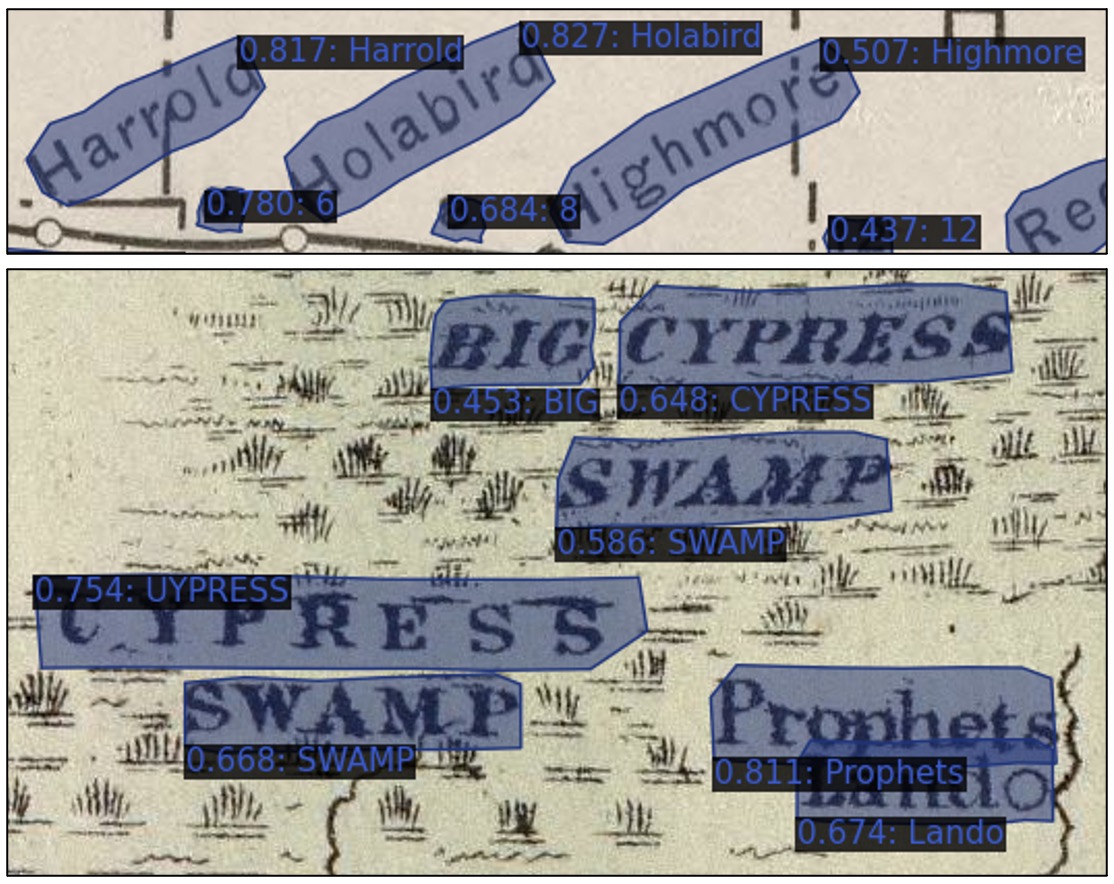 0.817: Harrold
0.827: Holabird
0.507: Highmore
Harrold
Holabird
Highmore
0.780: 6
0.684: 8
0.437: 12
Re
BIG CYPRESS
0.453: BIG
0.648: CYPRESS
SWAMP
0.586: SWAMP
0.754: UYPRESS
CYPRESS
SWAMP
0.668: SWAMP
Prophets
0.811: Prophets
Lando
0.674: Lando